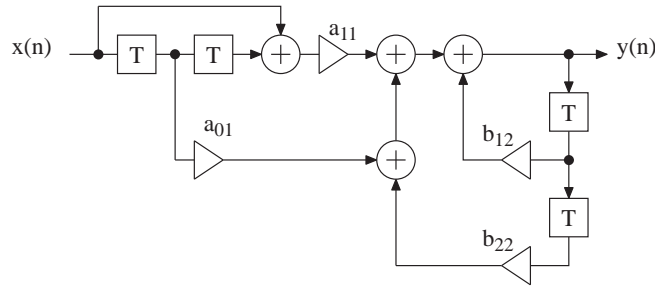 x(n)
T
T
+
a11
+
+
y(n)
T
a01
+
b12
T
b22